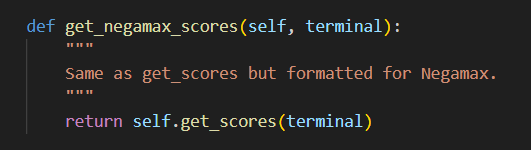 def get_negamax_scores(self, terminal):
"""
Same as get_scores but formatted for Negamax.
"""
return self.get_scores(terminal)